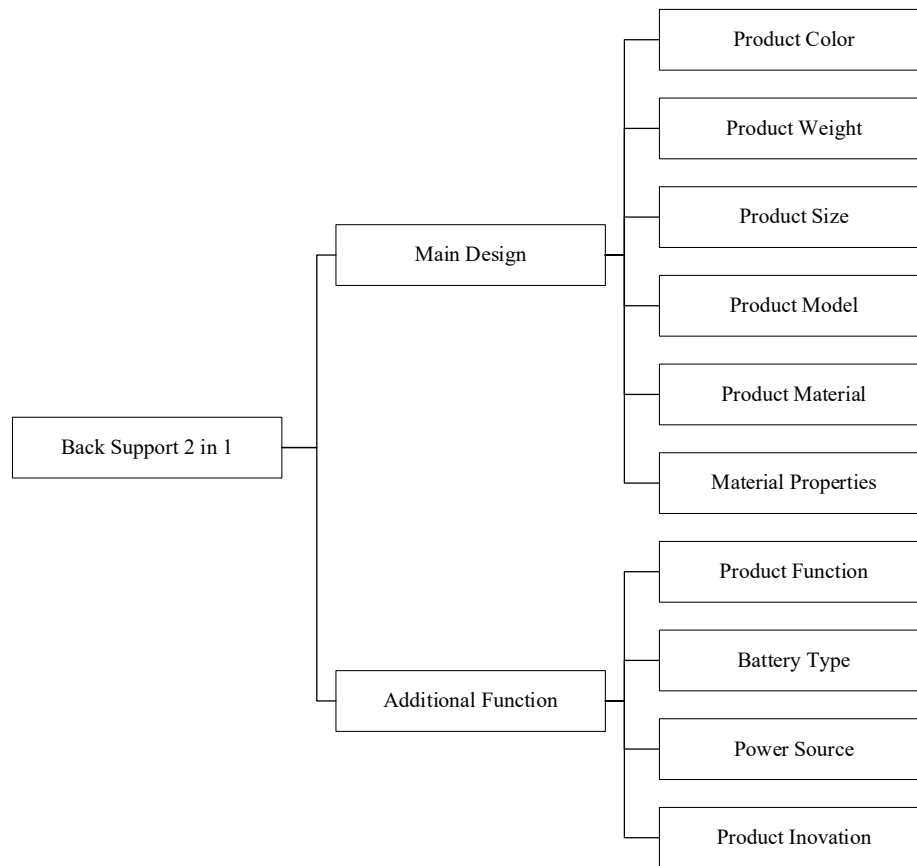 Back Support 2 in 1
Main Design
Product Color
Product Weight
Product Size
Product Model
Product Material
Material Properties
Additional Function
Product Function
Battery Type
Power Source
Product Inovation